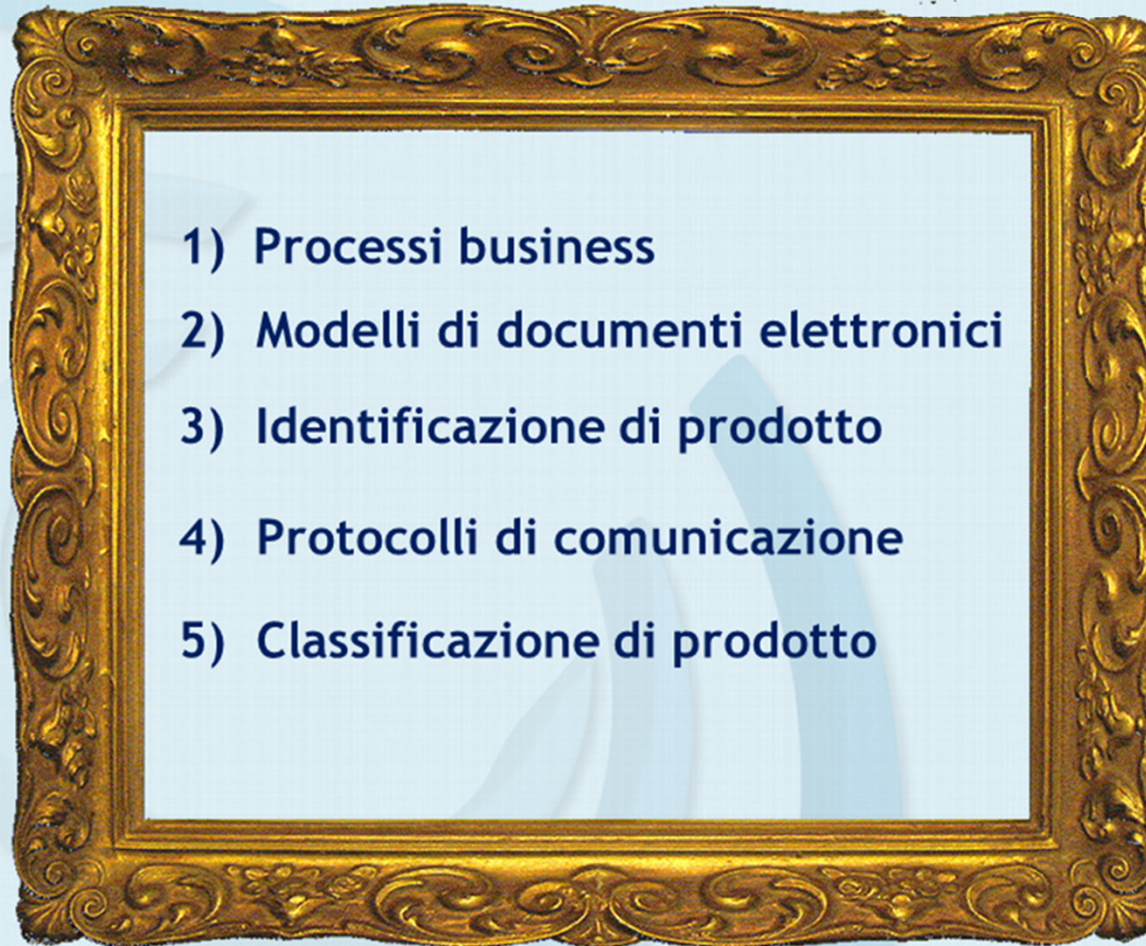 1) Processi business
2) Modelli di documenti elettronici
3) Identificazione di prodotto
4) Protocolli di comunicazione
5) Classificazione di prodotto